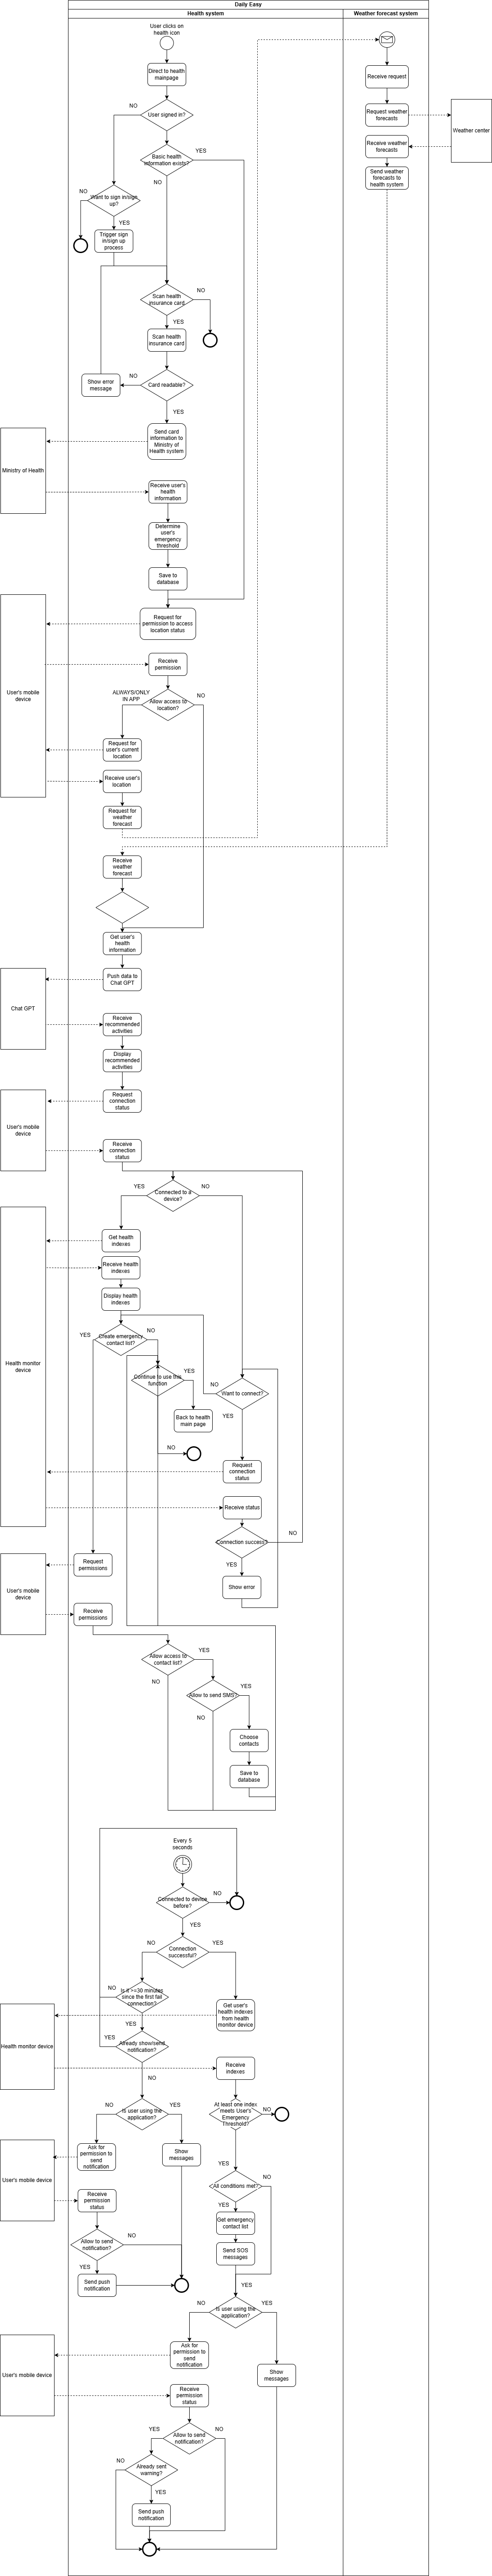 Daily Easy
Health system
Weather forecast system
User clicks on
health icon
Direct to health
mainpage
Receive request
NO
User signed in?
Request weather
forecasts
Weather center
Receive weather
forecasts
Basic health
information exists?
YES
NO
Send weather
forecasts to
health system
NO
Want to sign in/sign
up?
YES
Trigger sign
in/sign up
process
Scan health
insurance card
NO
YES
Scan health
insurance card
Show error
message
NO
Card readable?
YES
Send card
information to
Ministry of
Health system
Ministry of Health
Receive user's
health
information
Determine
user's
emergency
threshold
Save to
database
Request for
permission to access
location status
Receive
permission
User's mobile
device
ALWAYS/ONLY
IN APP
Allow access to
location?
NO
Request for
user's current
location
Receive user's
location
Request for
weather
forecast
Receive
weather
forecast
Get user's
health
information
Push data to
Chat GPT
Chat GPT
Receive
recommended
activities
Display
recommended
activities
Request
connection
status
User's mobile
device
Receive
connection
status
YES
Connected to a
device?
NO
Get health
indexes
Receive health
indexes
Display health
indexes
YES
Create emergency
contact list?
NO
Health monitor
device
Continue to use this
function
YES
NO
Want to connect?
Back to health
main page
YES
NO
Request
connection
status
Receive status
Connection success?
NO
YES
Request
permissions
Show error
User's mobile
device
Receive
permissions
Allow access to
contact list?
YES
NO
Allow to send SMS?
YES
NO
Choose
contacts
Save to
database
Every 5
seconds
Connected to device
before?
NO
YES
NO
Connection
successful?
YES
NO
Is it >=30 minutes
since the first fail
connection?
YES
Get user's
health indexes
from health
monitor device
Health monitor device
YES
Already show/send
notification?
NO
Receive
indexes
NO
Is user using the
application?
YES
At least one index
meets User's
Emergency
Threshold?
NO
Ask for
permission to
send
notification
Show
messages
YES
User's mobile device
Receive
permission
status
All conditions met?
NO
YES
Get emergency
contact list
Allow to send
notification?
NO
YES
Send SOS
messages
Send push
notification
YES
NO
Is user using the
application?
YES
User's mobile device
Ask for
permission to
send
notification
Show
messages
Receive
permission
status
YES
Allow to send
notification?
NO
NO
Already sent
warning?
YES
Send push
notification